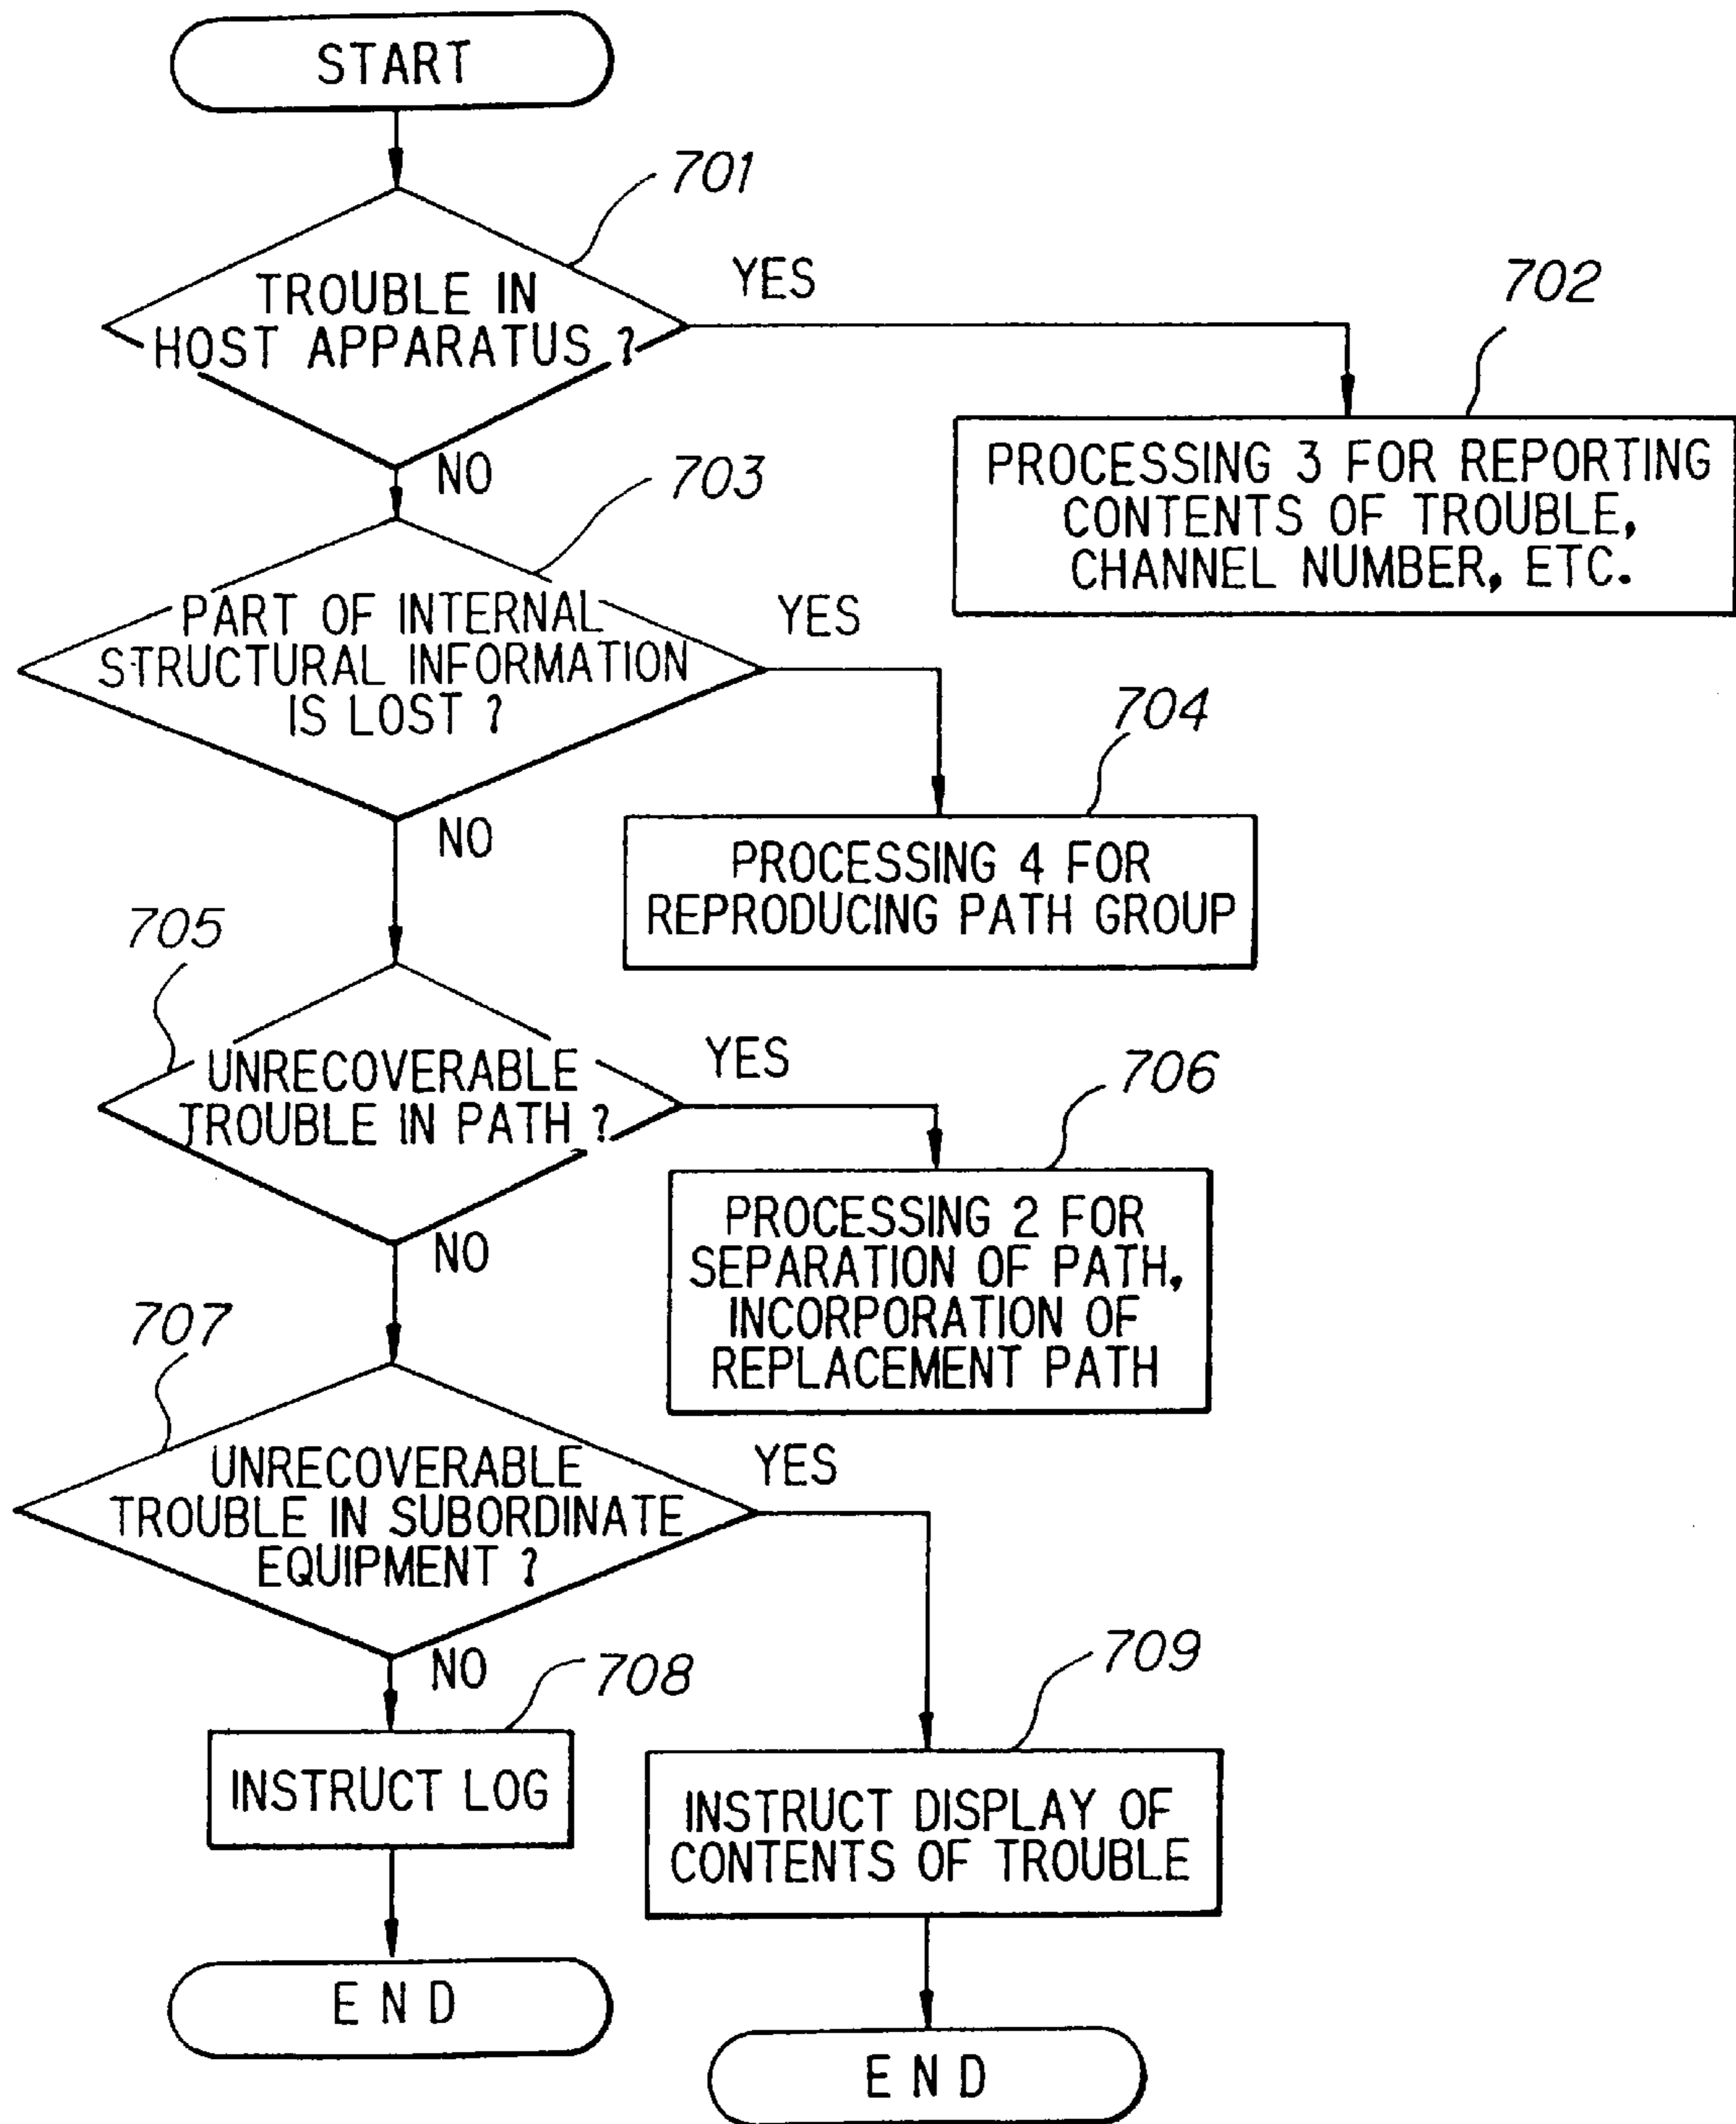 START
701
TROUBLE IN
HOST APPARATUS ?
YES
702
PROCESSING 3 FOR REPORTING
CONTENTS OF TROUBLE,
CHANNEL NUMBER, ETC.
NO
703
PART OF INTERNAL
STRUCTURAL INFORMATION
IS LOST ?
YES
704
PROCESSING 4 FOR
REPRODUCING PATH GROUP
NO
705
UNRECOVERABLE
TROUBLE IN PATH ?
YES
706
PROCESSING 2 FOR
SEPARATION OF PATH,
INCORPORATION OF
REPLACEMENT PATH
NO
707
UNRECOVERABLE
TROUBLE IN SUBORDINATE
EQUIPMENT ?
YES
NO
708
INSTRUCT LOG
709
INSTRUCT DISPLAY OF
CONTENTS OF TROUBLE
END
END